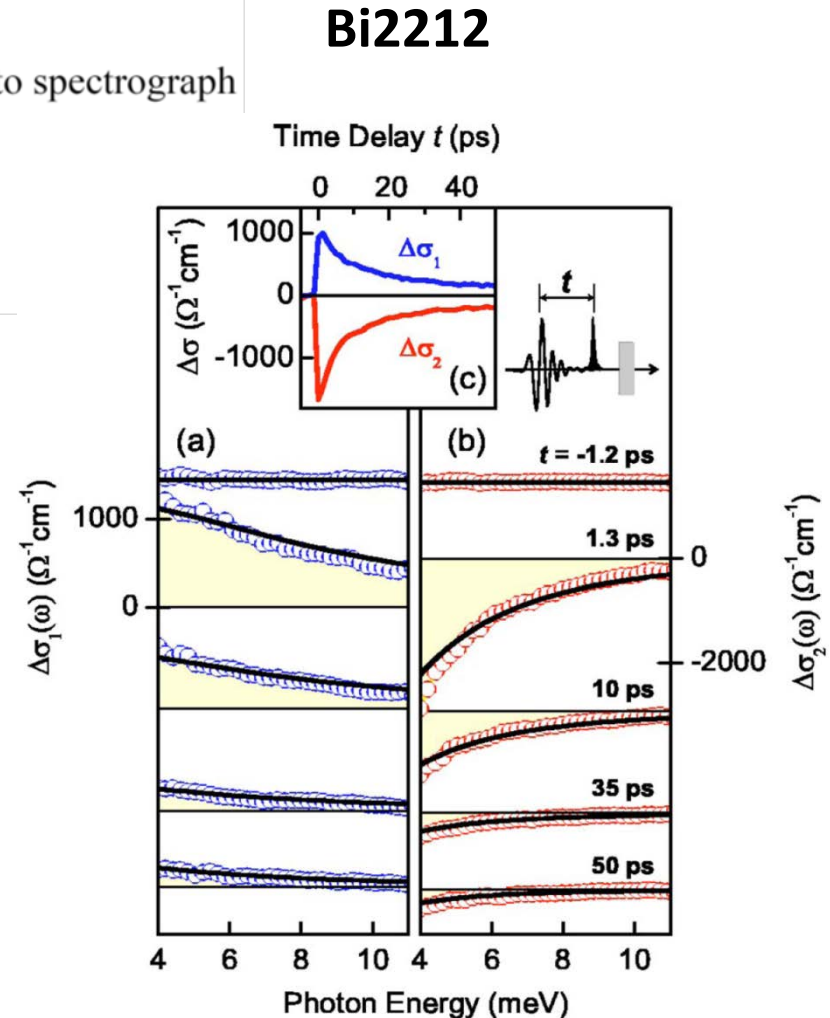 Bi2212
to spectrograph
Time Delay t (ps)
0 20 40
Δσ (Ω⁻¹cm⁻¹)
1000
0
-1000
Δσ₁
Δσ₂
(c)
t
(a)
(b)
t = -1.2 ps
1.3 ps
10 ps
35 ps
50 ps
Δσ₁(ω) (Ω⁻¹cm⁻¹)
1000
0
Δσ₂(ω) (Ω⁻¹cm⁻¹)
0
-2000
4 6 8 10 4 6 8 10
Photon Energy (meV)